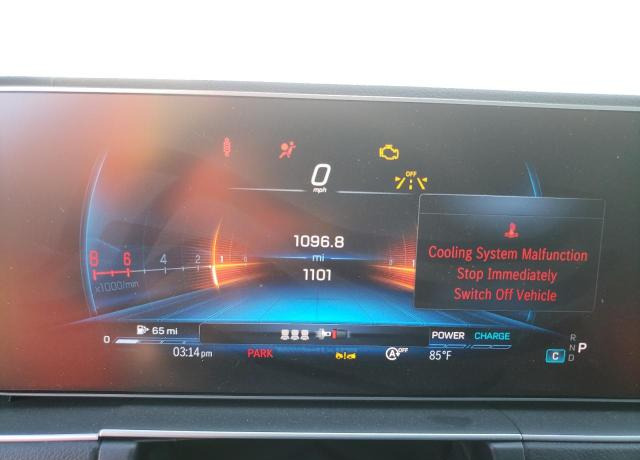 OFF
0
mph
1096.8
mi
1101
8 6 4 2 1
x1000/min
Cooling System Malfunction
Stop Immediately
Switch Off Vehicle
65 mi
0
POWER CHARGE
R
N
D
P
C
03:14 pm
PARK
A OFF
85°F